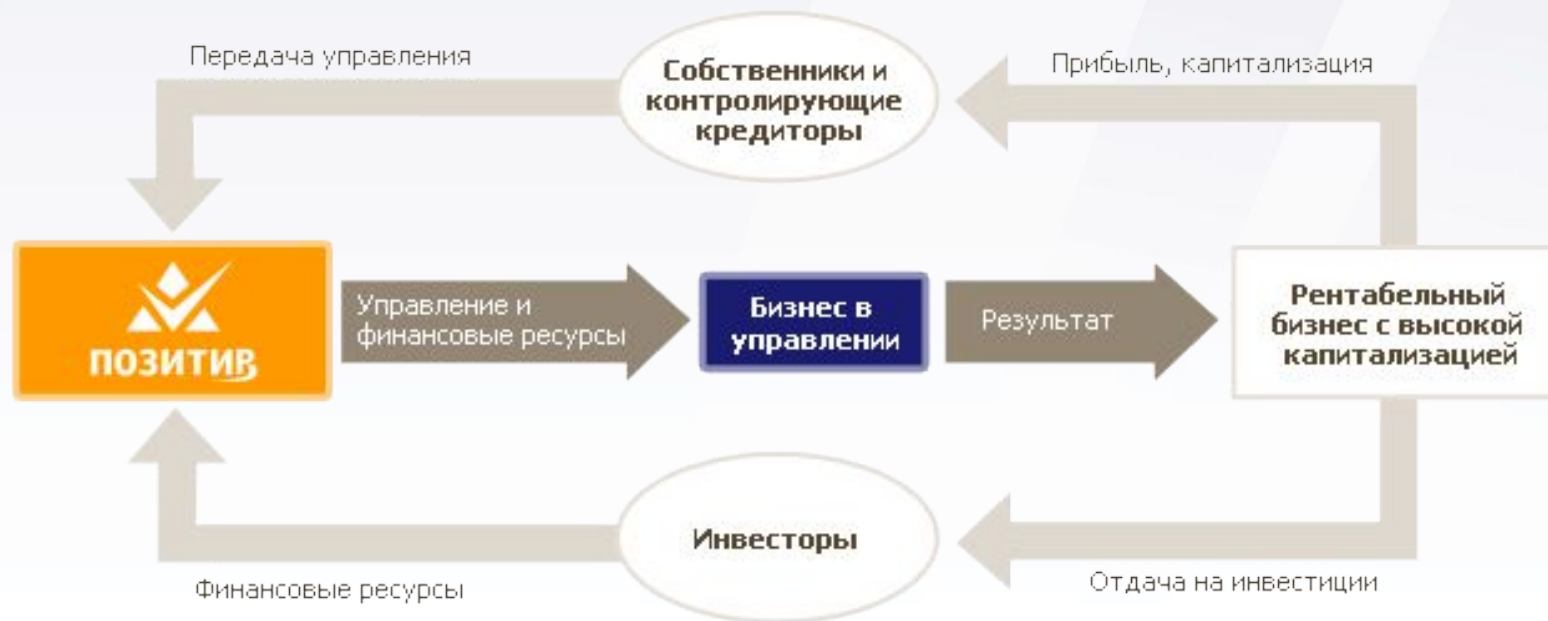 Передача управления
Собственники и
контролирующие
кредиторы
Прибыль, капитализация
ПОЗИТИВ
Управление и
финансовые ресурсы
Бизнес в
управлении
Результат
Рентабельный
бизнес с высокой
капитализацией
Инвесторы
Финансовые ресурсы
Отдача на инвестиции